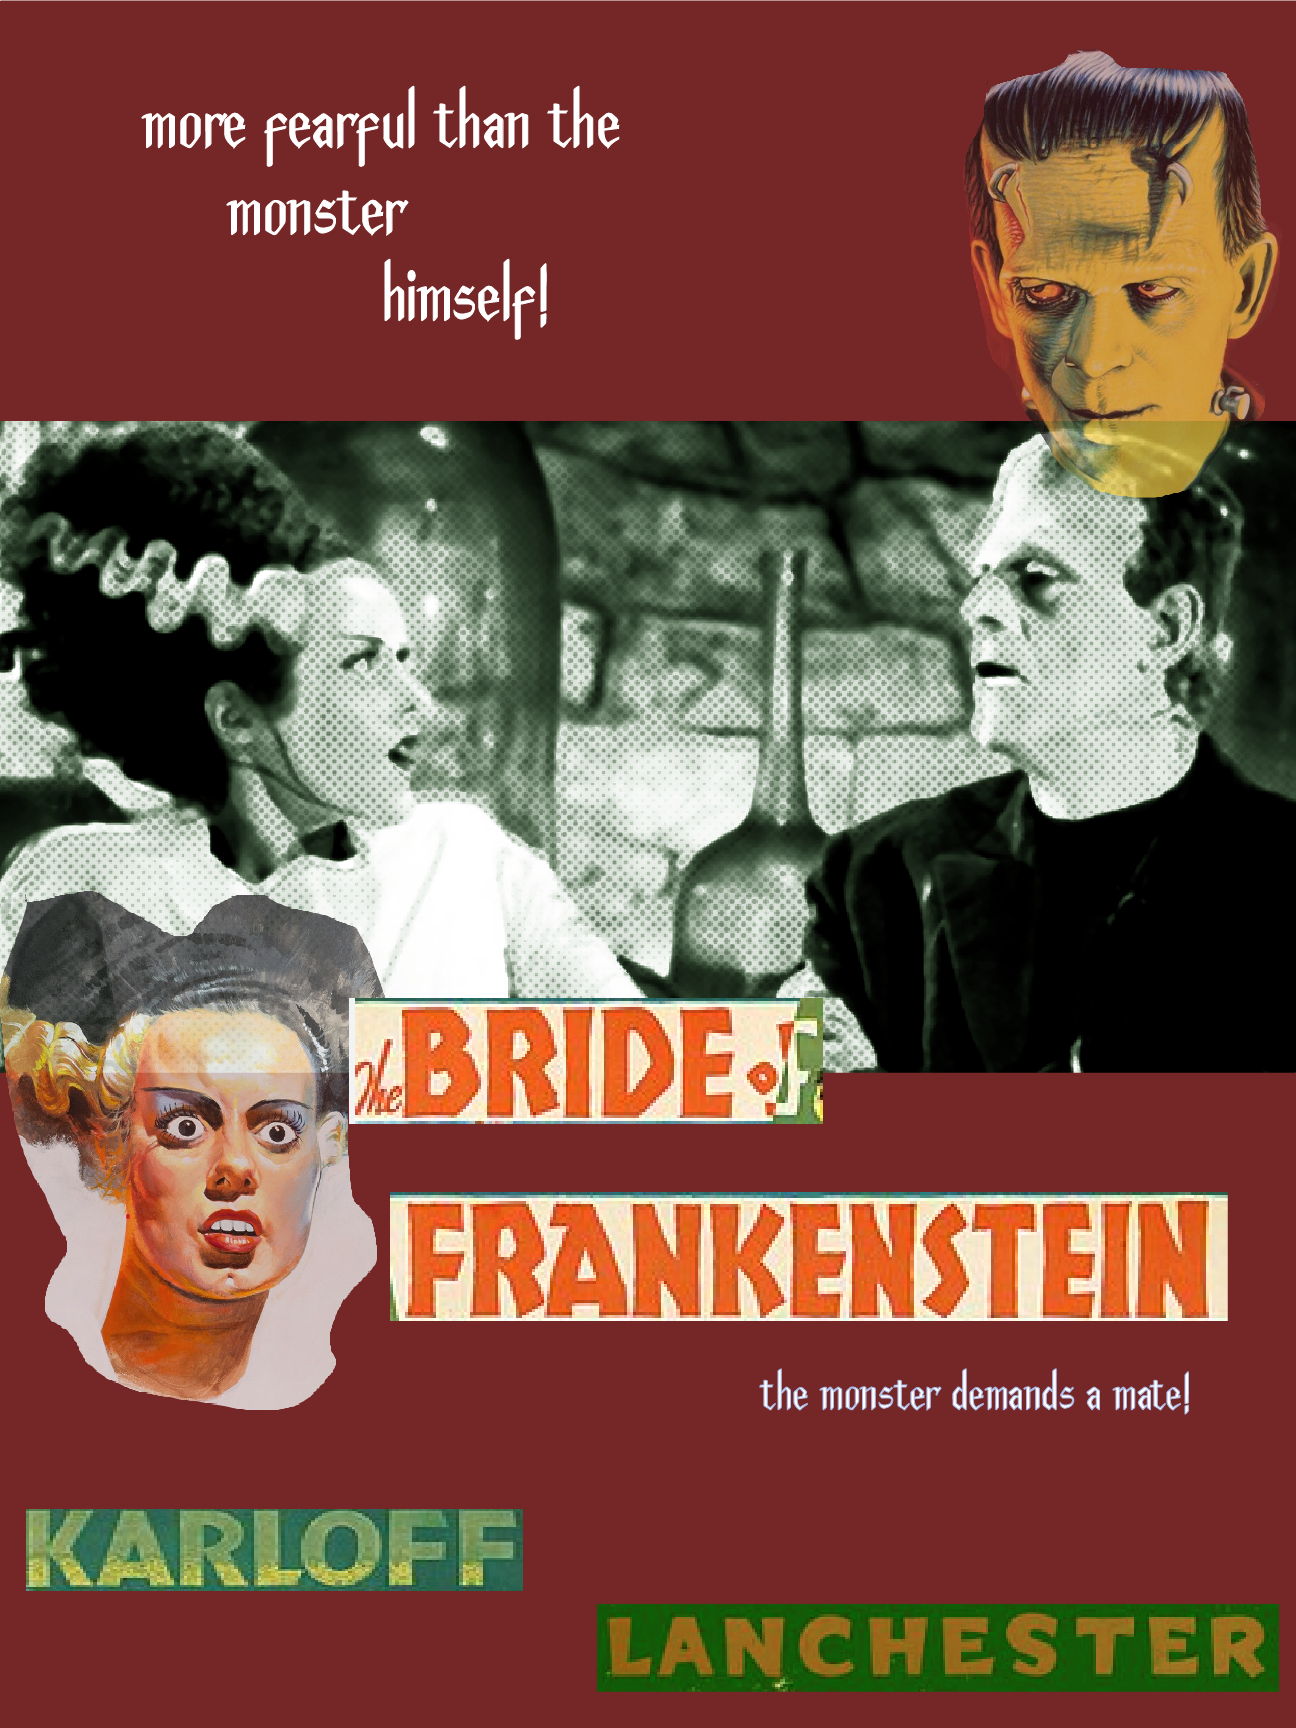 more fearful than the
monster
himself!
The BRIDE of
FRANKENSTEIN
the monster demands a mate!
KARLOFF
LANCHESTER